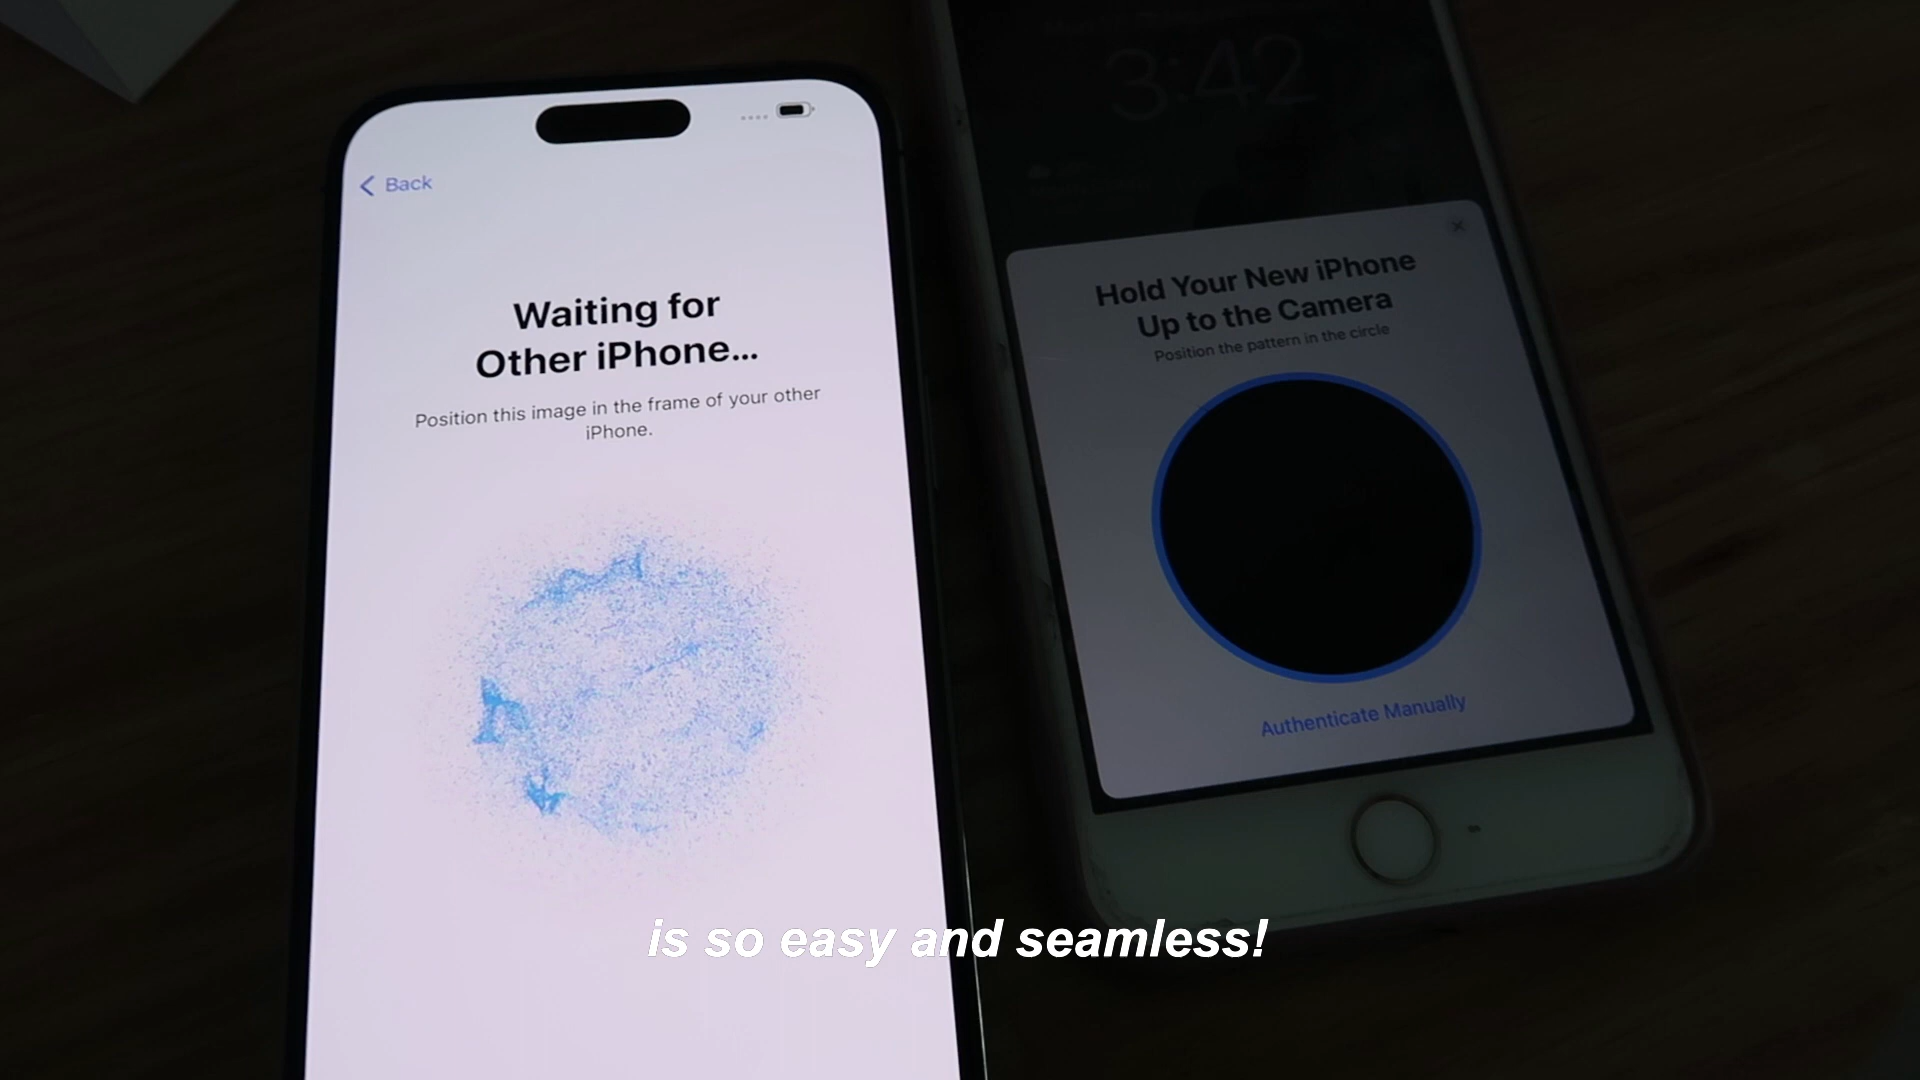 Back
Waiting for
Other iPhone...
Position this image in the frame of your other
iPhone.
3:42
Hold Your New iPhone
Up to the Camera
Position the pattern in the circle
Authenticate Manually
is so easy and seamless!